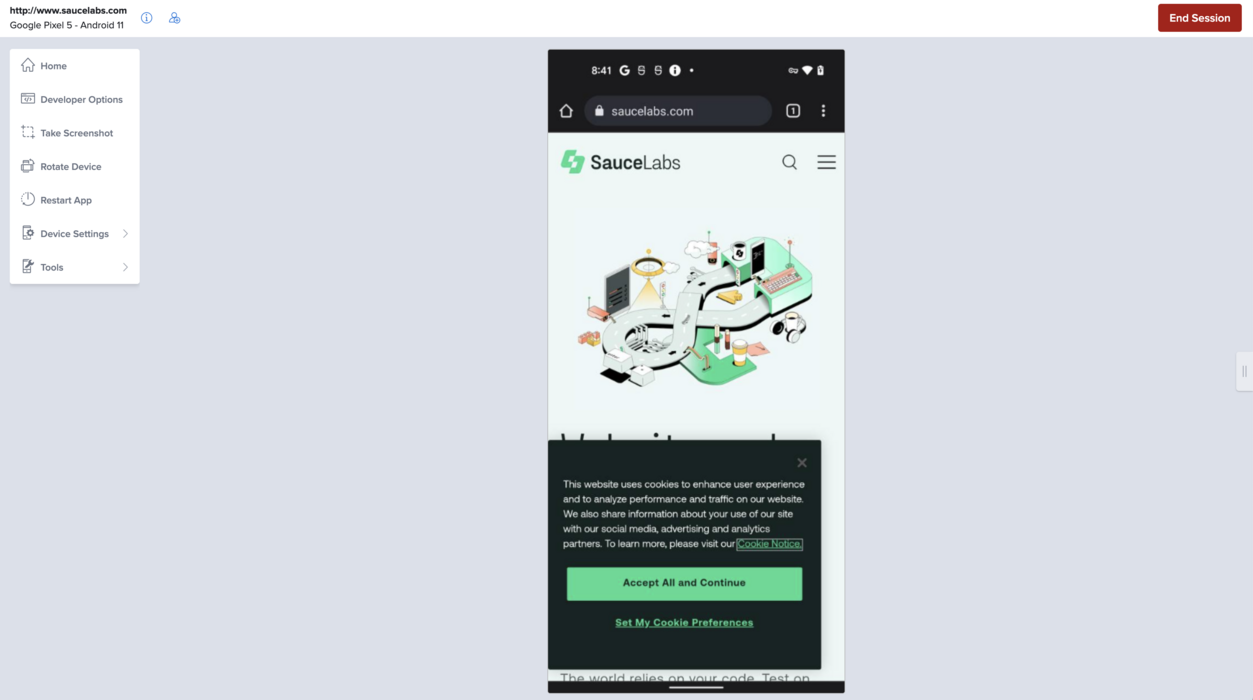 http://www.saucelabs.com
Google Pixel 5 - Android 11
End Session
Home
Developer Options
Take Screenshot
Rotate Device
Restart App
Device Settings
Tools
8:41
saucelabs.com
1
SauceLabs
This website uses cookies to enhance user experience
and to analyze performance and traffic on our website.
We also share information about your use of our site
with our social media, advertising and analytics
partners. To learn more, please visit our Cookie Notice.
Accept All and Continue
Set My Cookie Preferences
The world relies on your code. Test on